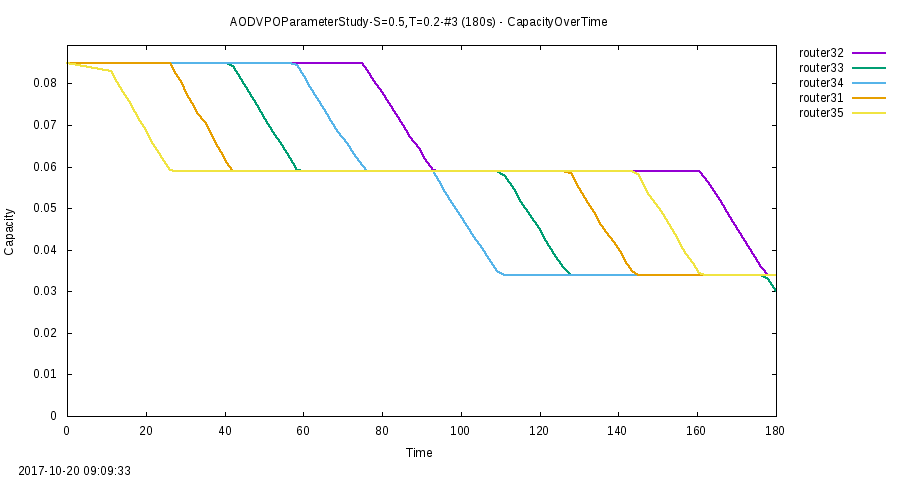 AODVPOParameterStudy-S=0.5,T=0.2-#3 (180s) - CapacityOverTime
router32
router33
router34
router31
router35
0.08
0.07
0.06
0.05
0.04
0.03
0.02
0.01
0
Capacity
0 20 40 60 80 100 120 140 160 180
Time
2017-10-20 09:09:33